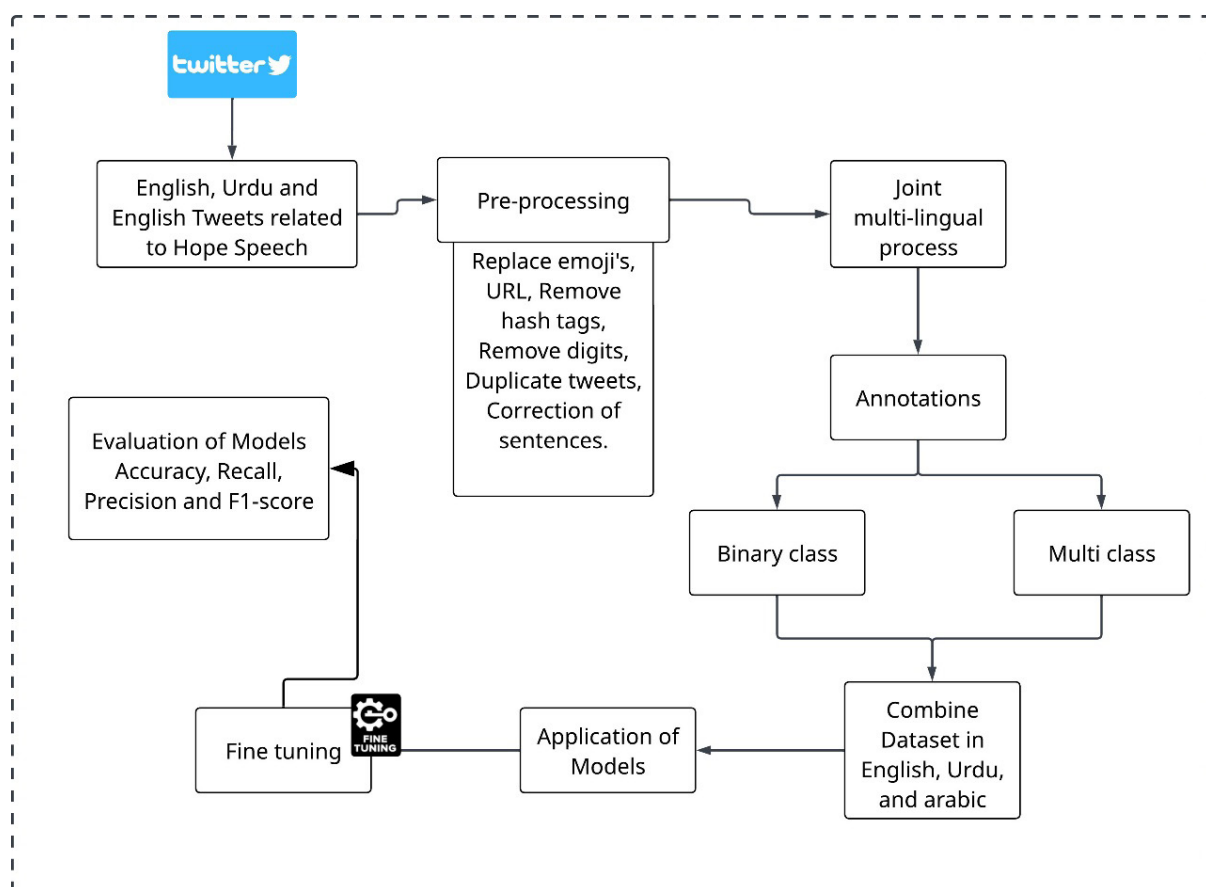 twitter
English, Urdu and
English Tweets related
to Hope Speech
Pre-processing
Replace emoji's,
URL, Remove
hash tags,
Remove digits,
Duplicate tweets,
Correction of
sentences.
Joint
multi-lingual
process
Annotations
Binary class
Multi class
Combine
Dataset in
English, Urdu,
and arabic
Application of
Models
Fine tuning
FINE
TUNING
Evaluation of Models
Accuracy, Recall,
Precision and F1-score